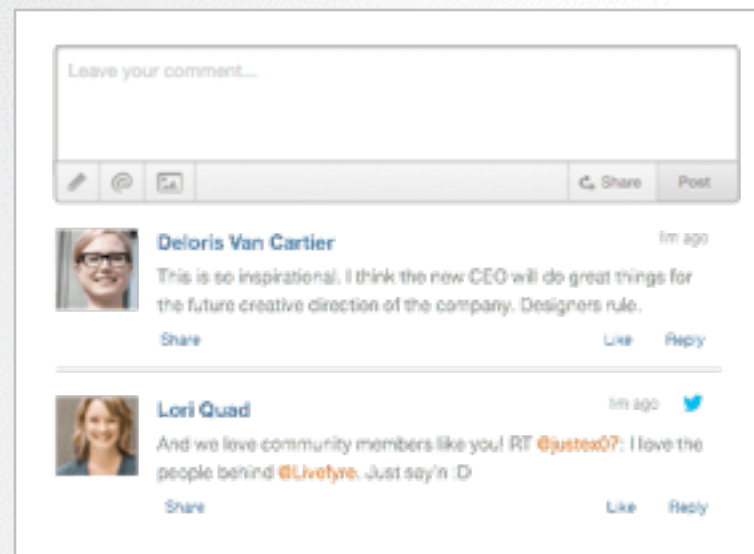 Leave your comment...
Share Post
Deloris Van Cartier 1m ago
This is so inspirational. I think the new CEO will do great things for
the future creative direction of the company. Designers rule.
Share Like Reply
Lori Quad 1m ago
And we love community members like you! RT @justex07: I love the
people behind @Livefyre. Just say'n :D
Share Like Reply